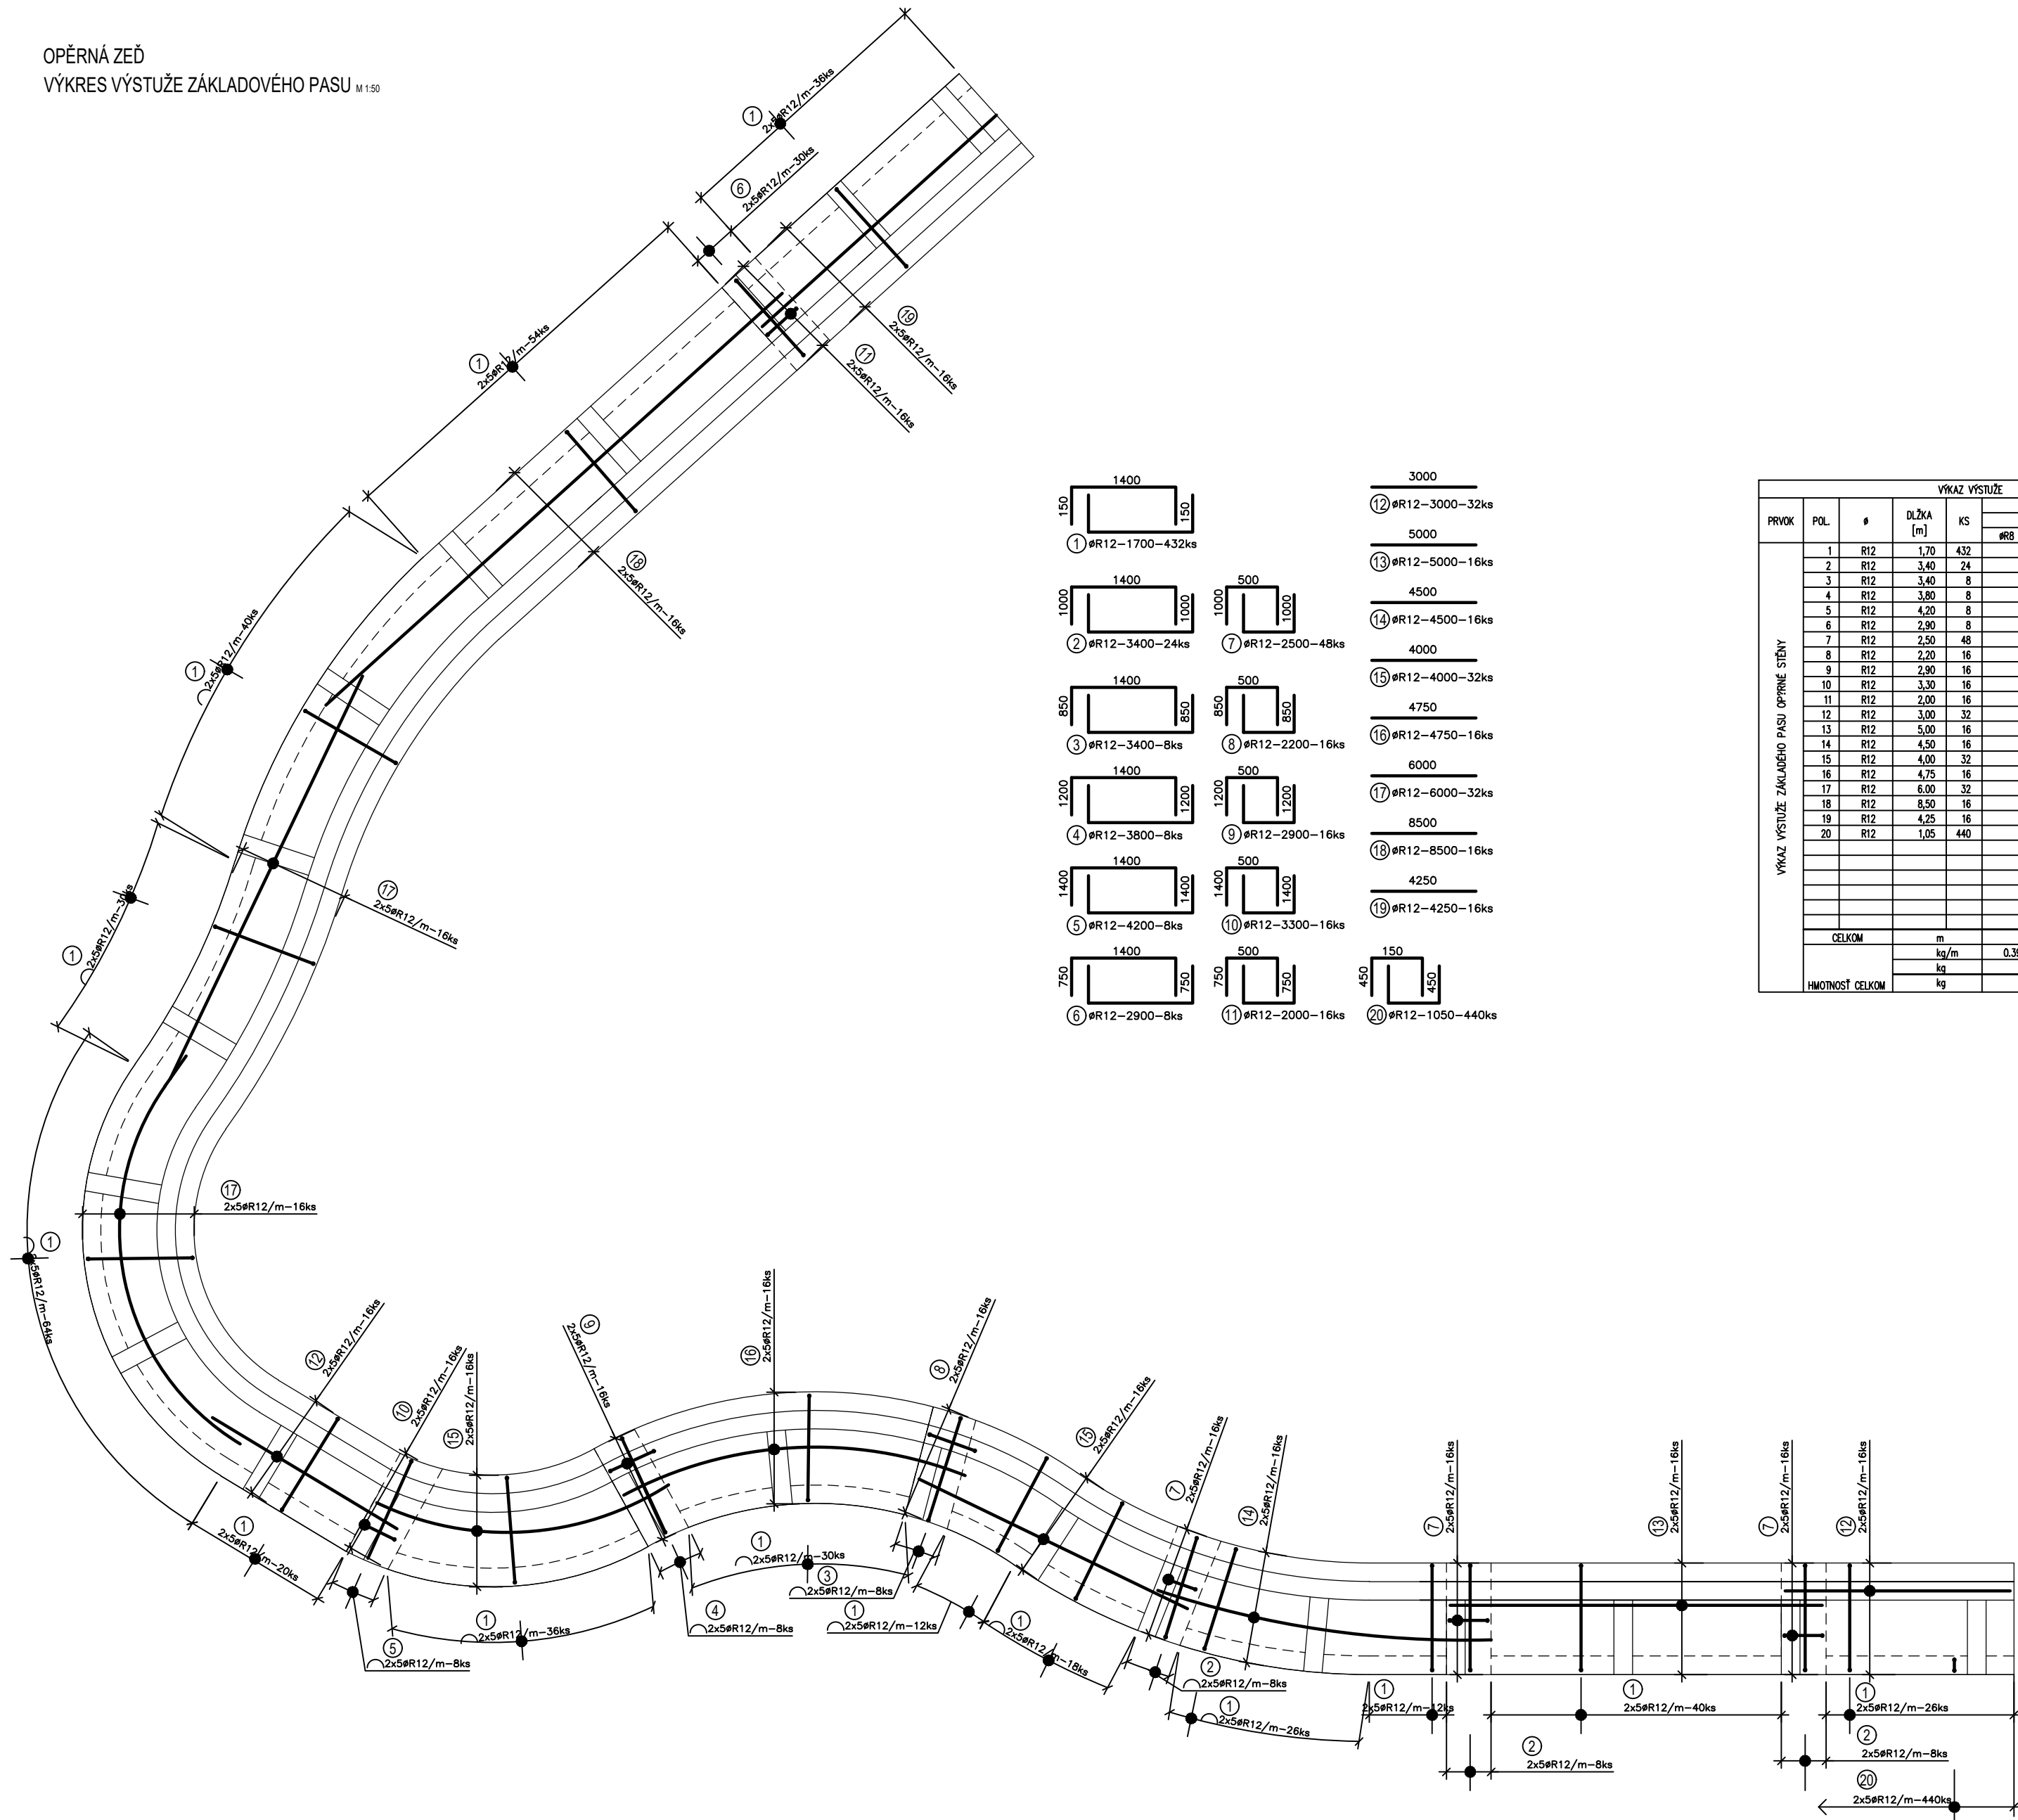 OPĚRNÁ ZEĎ
VÝKRES VÝSTUŽE ZÁKLADOVÉHO PASU M 1:50
1
2x5øR12/m-36ks
6
2x5øR12/m-30ks
1
2x5øR12/m-54ks
19
2x5øR12/m-16ks
11
2x5øR12/m-16ks
18
2x5øR12/m-16ks
1
2x5øR12/m-40ks
1
17
2x5øR12/m-16ks
17
2x5øR12/m-16ks
1
2x5øR12/m-64ks
1400
150
150
1 øR12-1700-432ks
1400
1000
1000
2 øR12-3400-24ks
500
1000
1000
7 øR12-2500-48ks
1400
850
850
3 øR12-3400-8ks
500
850
850
8 øR12-2200-16ks
1400
1200
1200
4 øR12-3800-8ks
500
1200
1200
9 øR12-2900-16ks
1400
1400
1400
5 øR12-4200-8ks
500
1400
1400
10 øR12-3300-16ks
1400
750
750
6 øR12-2900-8ks
500
750
750
11 øR12-2000-16ks
3000
12 øR12-3000-32ks
5000
13 øR12-5000-16ks
4500
14 øR12-4500-16ks
4000
15 øR12-4000-32ks
4750
16 øR12-4750-16ks
6000
17 øR12-6000-32ks
8500
18 øR12-8500-16ks
4250
19 øR12-4250-16ks
150
450
450
20 øR12-1050-440ks
VÝKAZ VÝSTUŽE
PRVOK POL. ø DLŽKA [m] KS øR8
VÝKAZ VÝSTUŽE ZÁKLADÉHO PASU OP?RNÉ STĚNY
1 R12 1,70 432
2 R12 3,40 24
3 R12 3,40 8
4 R12 3,80 8
5 R12 4,20 8
6 R12 2,90 8
7 R12 2,50 48
8 R12 2,20 16
9 R12 2,90 16
10 R12 3,30 16
11 R12 2,00 16
12 R12 3,00 32
13 R12 5,00 16
14 R12 4,50 16
15 R12 4,00 32
16 R12 4,75 16
17 R12 6.00 32
18 R12 8,50 16
19 R12 4,25 16
20 R12 1,05 440
CELKOM m
kg/m 0.39
kg
HMOTNOSŤ CELKOM kg
12
2x5øR12/m-16ks
10
2x5øR12/m-16ks
15
2x5øR12/m-16ks
9
2x5øR12/m-16ks
16
2x5øR12/m-16ks
8
2x5øR12/m-16ks
15
2x5øR12/m-16ks
7
2x5øR12/m-16ks
14
2x5øR12/m-16ks
7
2x5øR12/m-16ks
13
2x5øR12/m-16ks
7
2x5øR12/m-16ks
12
2x5øR12/m-16ks
1
2x5øR12/m-20ks
5
2x5øR12/m-8ks
1
2x5øR12/m-36ks
4
2x5øR12/m-8ks
1
2x5øR12/m-30ks
3
2x5øR12/m-8ks
1
2x5øR12/m-12ks
1
2x5øR12/m-18ks
2
2x5øR12/m-8ks
1
2x5øR12/m-26ks
1
2x5øR12/m-12ks
2
2x5øR12/m-8ks
1
2x5øR12/m-40ks
1
2x5øR12/m-26ks
2
2x5øR12/m-8ks
20
2x5øR12/m-440ks